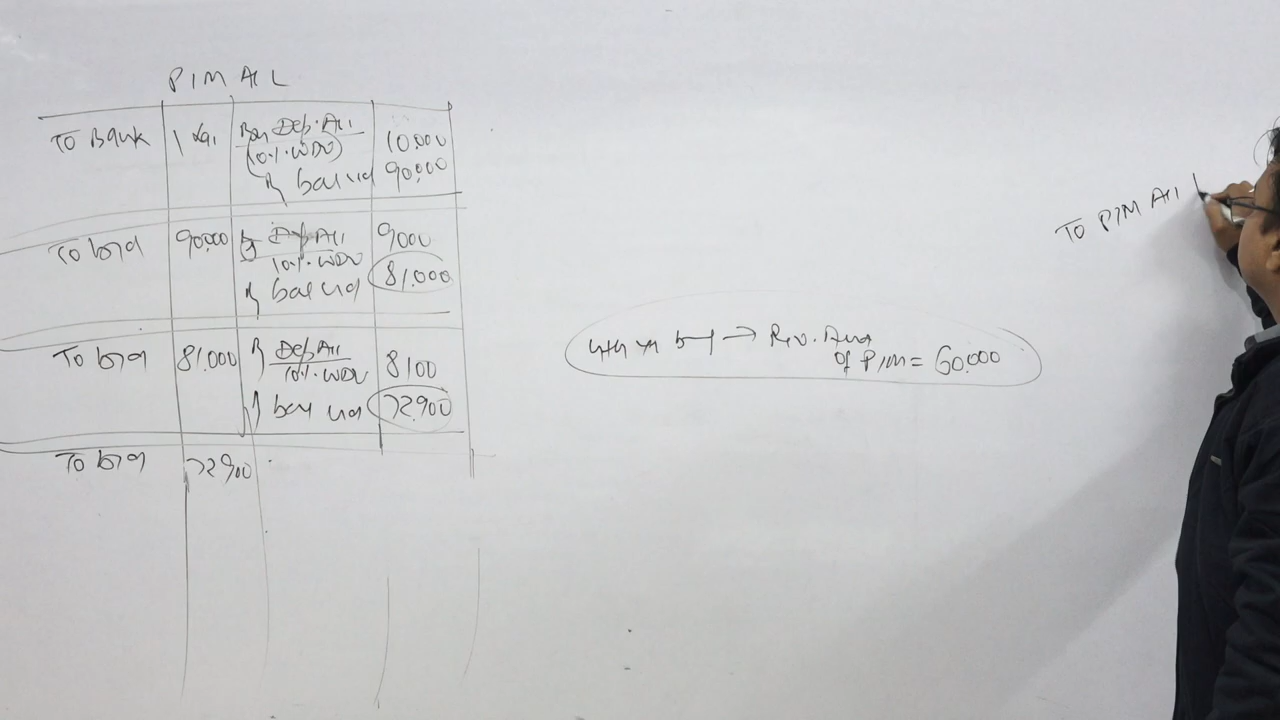 P/M A/c
To Bank 1 Lac By Dep. A/c 10,000
(10% WDV)
By bal c/d 90,000
To b/d 90,000 By Dep A/c 9000
10% WDV
By bal c/d 81,000
To b/d 81,000 By Dep A/c 8100
10% WDV
By bal c/d 72,900
To b/d 72,900
→ Rev. 
of P/M = 60,000
To P/M A/c